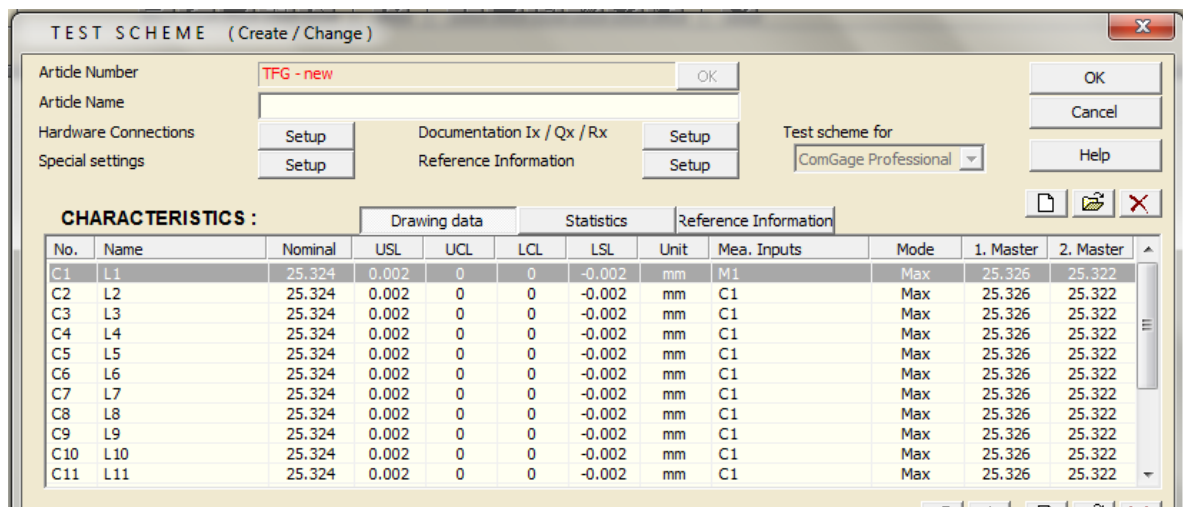 TEST SCHEME ( Create / Change )
Article Number TFG - new OK OK
Article Name Cancel
Hardware Connections Setup Documentation Ix / Qx / Rx Setup Test scheme for
Special settings Setup Reference Information Setup ComGage Professional Help
CHARACTERISTICS : Drawing data Statistics Reference Information
No. Name Nominal USL UCL LCL LSL Unit Mea. Inputs Mode 1. Master 2. Master
C1 L1 25.324 0.002 0 0 -0.002 mm M1 Max 25.326 25.322
C2 L2 25.324 0.002 0 0 -0.002 mm C1 Max 25.326 25.322
C3 L3 25.324 0.002 0 0 -0.002 mm C1 Max 25.326 25.322
C4 L4 25.324 0.002 0 0 -0.002 mm C1 Max 25.326 25.322
C5 L5 25.324 0.002 0 0 -0.002 mm C1 Max 25.326 25.322
C6 L6 25.324 0.002 0 0 -0.002 mm C1 Max 25.326 25.322
C7 L7 25.324 0.002 0 0 -0.002 mm C1 Max 25.326 25.322
C8 L8 25.324 0.002 0 0 -0.002 mm C1 Max 25.326 25.322
C9 L9 25.324 0.002 0 0 -0.002 mm C1 Max 25.326 25.322
C10 L10 25.324 0.002 0 0 -0.002 mm C1 Max 25.326 25.322
C11 L11 25.324 0.002 0 0 -0.002 mm C1 Max 25.326 25.322